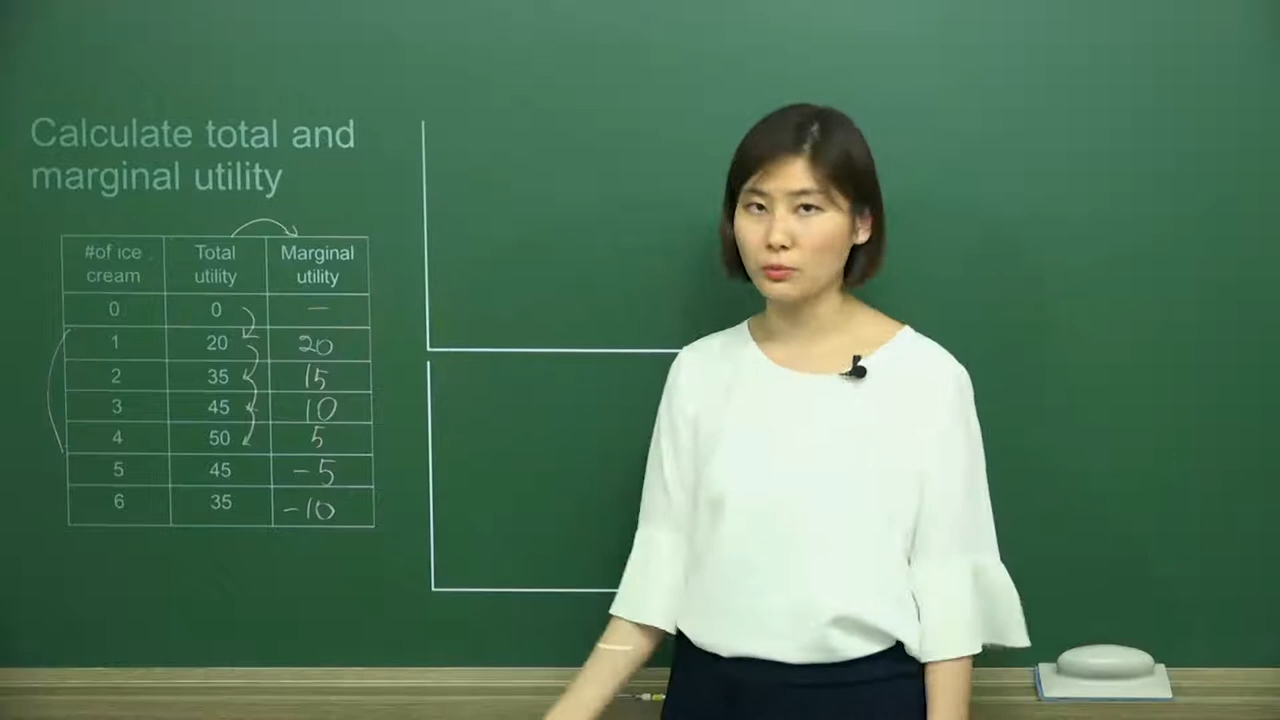 Calculate total and
marginal utility
#of ice cream Total utility Marginal utility
0 0 —
1 20 20
2 35 15
3 45 10
4 50 5
5 45 -5
6 35 -10